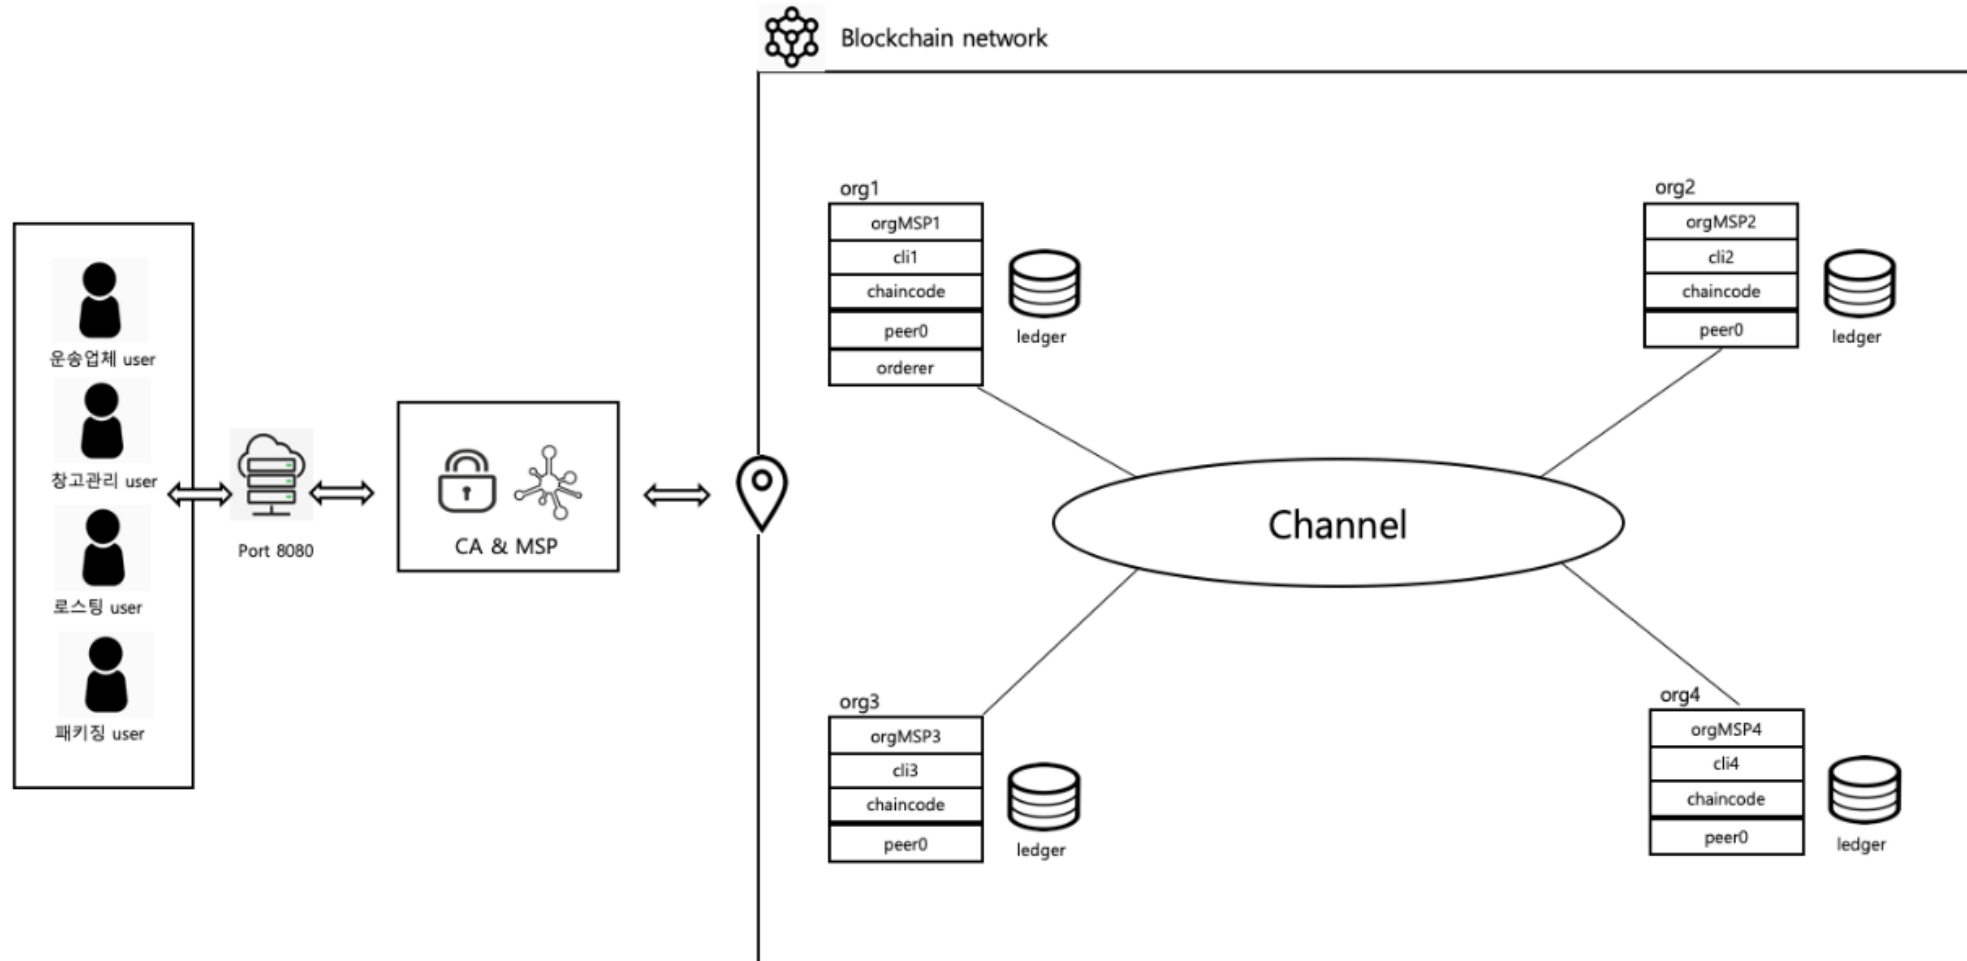 Blockchain network
운송업체 user
창고관리 user
로스팅 user
패키징 user
Port 8080
CA & MSP
org1
orgMSP1
cli1
chaincode
peer0
orderer
ledger
org2
orgMSP2
cli2
chaincode
peer0
ledger
Channel
org3
orgMSP3
cli3
chaincode
peer0
ledger
org4
orgMSP4
cli4
chaincode
peer0
ledger